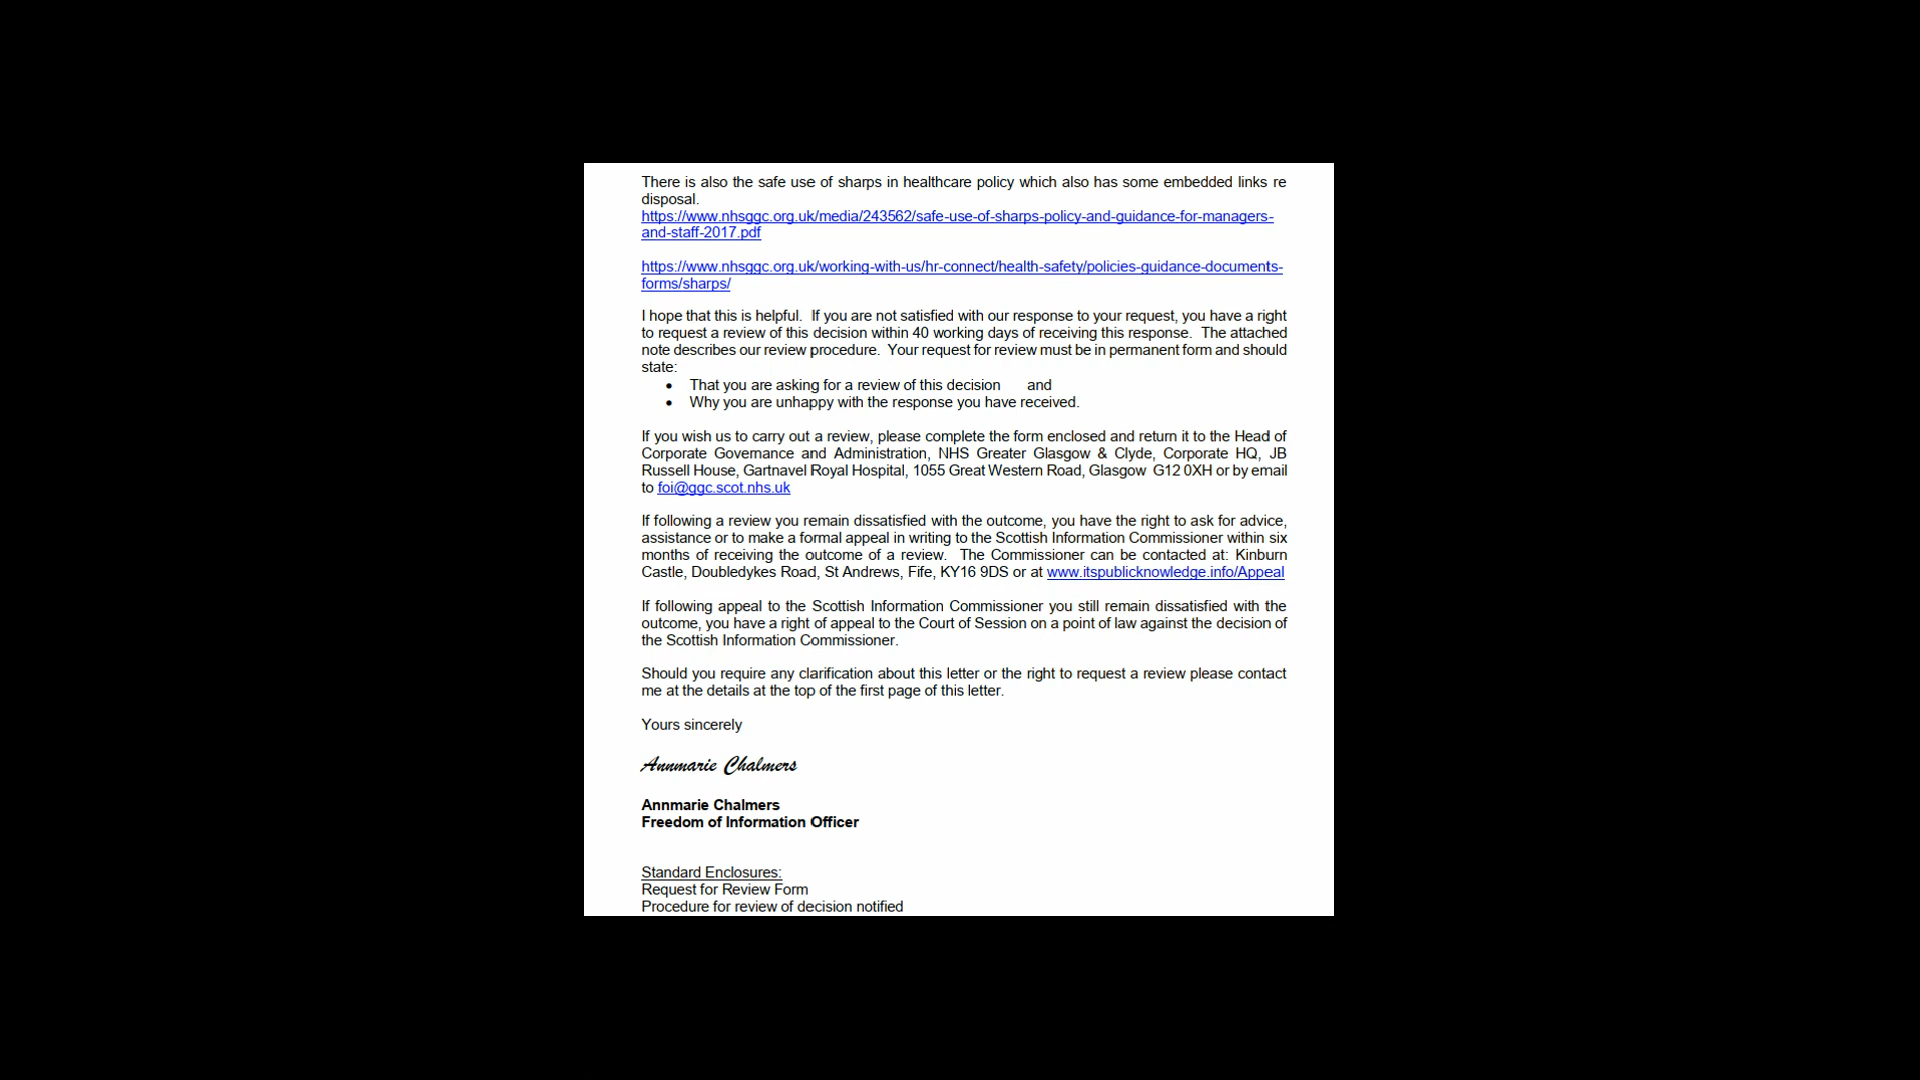 There is also the safe use of sharps in healthcare policy which also has some embedded links re
disposal.
https://www.nhsggc.org.uk/media/243562/safe-use-of-sharps-policy-and-guidance-for-managers-
and-staff-2017.pdf
https://www.nhsggc.org.uk/working-with-us/hr-connect/health-safety/policies-guidance-documents-
forms/sharps/
I hope that this is helpful. If you are not satisfied with our response to your request, you have a right
to request a review of this decision within 40 working days of receiving this response. The attached
note describes our review procedure. Your request for review must be in permanent form and should
state:
• That you are asking for a review of this decision and
• Why you are unhappy with the response you have received.
If you wish us to carry out a review, please complete the form enclosed and return it to the Head of
Corporate Governance and Administration, NHS Greater Glasgow & Clyde, Corporate HQ, JB
Russell House, Gartnavel Royal Hospital, 1055 Great Western Road, Glasgow G12 0XH or by email
to foi@ggc.scot.nhs.uk
If following a review you remain dissatisfied with the outcome, you have the right to ask for advice,
assistance or to make a formal appeal in writing to the Scottish Information Commissioner within six
months of receiving the outcome of a review. The Commissioner can be contacted at: Kinburn
Castle, Doubledykes Road, St Andrews, Fife, KY16 9DS or at www.itspublicknowledge.info/Appeal
If following appeal to the Scottish Information Commissioner you still remain dissatisfied with the
outcome, you have a right of appeal to the Court of Session on a point of law against the decision of
the Scottish Information Commissioner.
Should you require any clarification about this letter or the right to request a review please contact
me at the details at the top of the first page of this letter.
Yours sincerely
Annmarie Chalmers
Annmarie Chalmers
Freedom of Information Officer
Standard Enclosures:
Request for Review Form
Procedure for review of decision notified